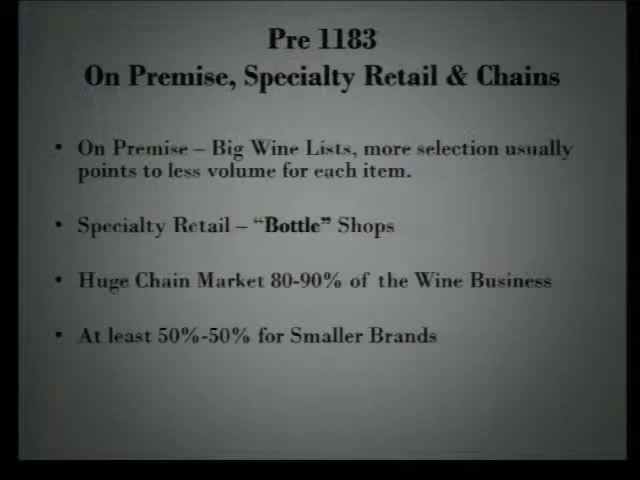 Pre 1183
On Premise, Specialty Retail & Chains
• On Premise – Big Wine Lists, more selection usually
points to less volume for each item.
• Specialty Retail – “Bottle” Shops
• Huge Chain Market 80-90% of the Wine Business
• At least 50%-50% for Smaller Brands